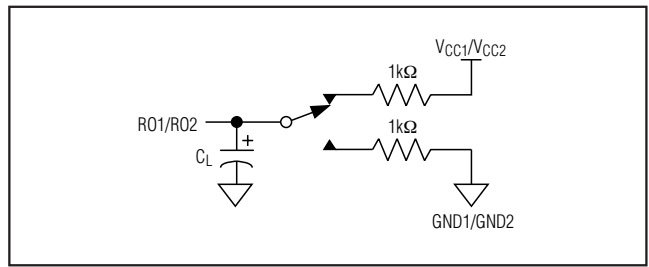 VCC1/VCC2
1kΩ
RO1/RO2
1kΩ
+
CL
GND1/GND2